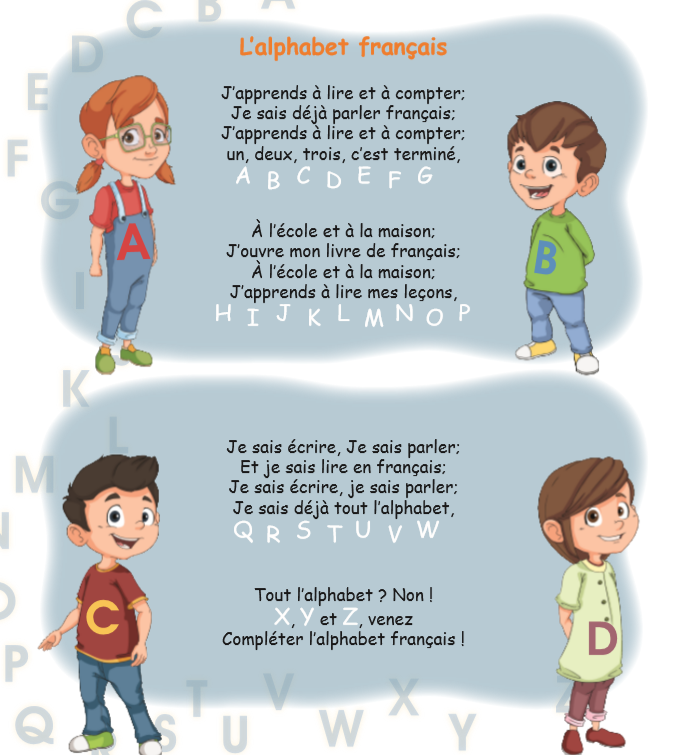 L'alphabet français
J'apprends à lire et à compter;
Je sais déjà parler français;
J'apprends à lire et à compter;
un, deux, trois, c'est terminé,
A B C D E F G
À l'école et à la maison;
J'ouvre mon livre de français;
À l'école et à la maison;
J'apprends à lire mes leçons,
H I J K L M N O P
Je sais écrire, Je sais parler;
Et je sais lire en français;
Je sais écrire, je sais parler;
Je sais déjà tout l'alphabet,
Q R S T U V W
Tout l'alphabet ? Non !
X, Y et Z, venez
Compléter l'alphabet français !
A
B
C
D
A B C D E F G I K L M N O P Q R S T U V W X Y Z